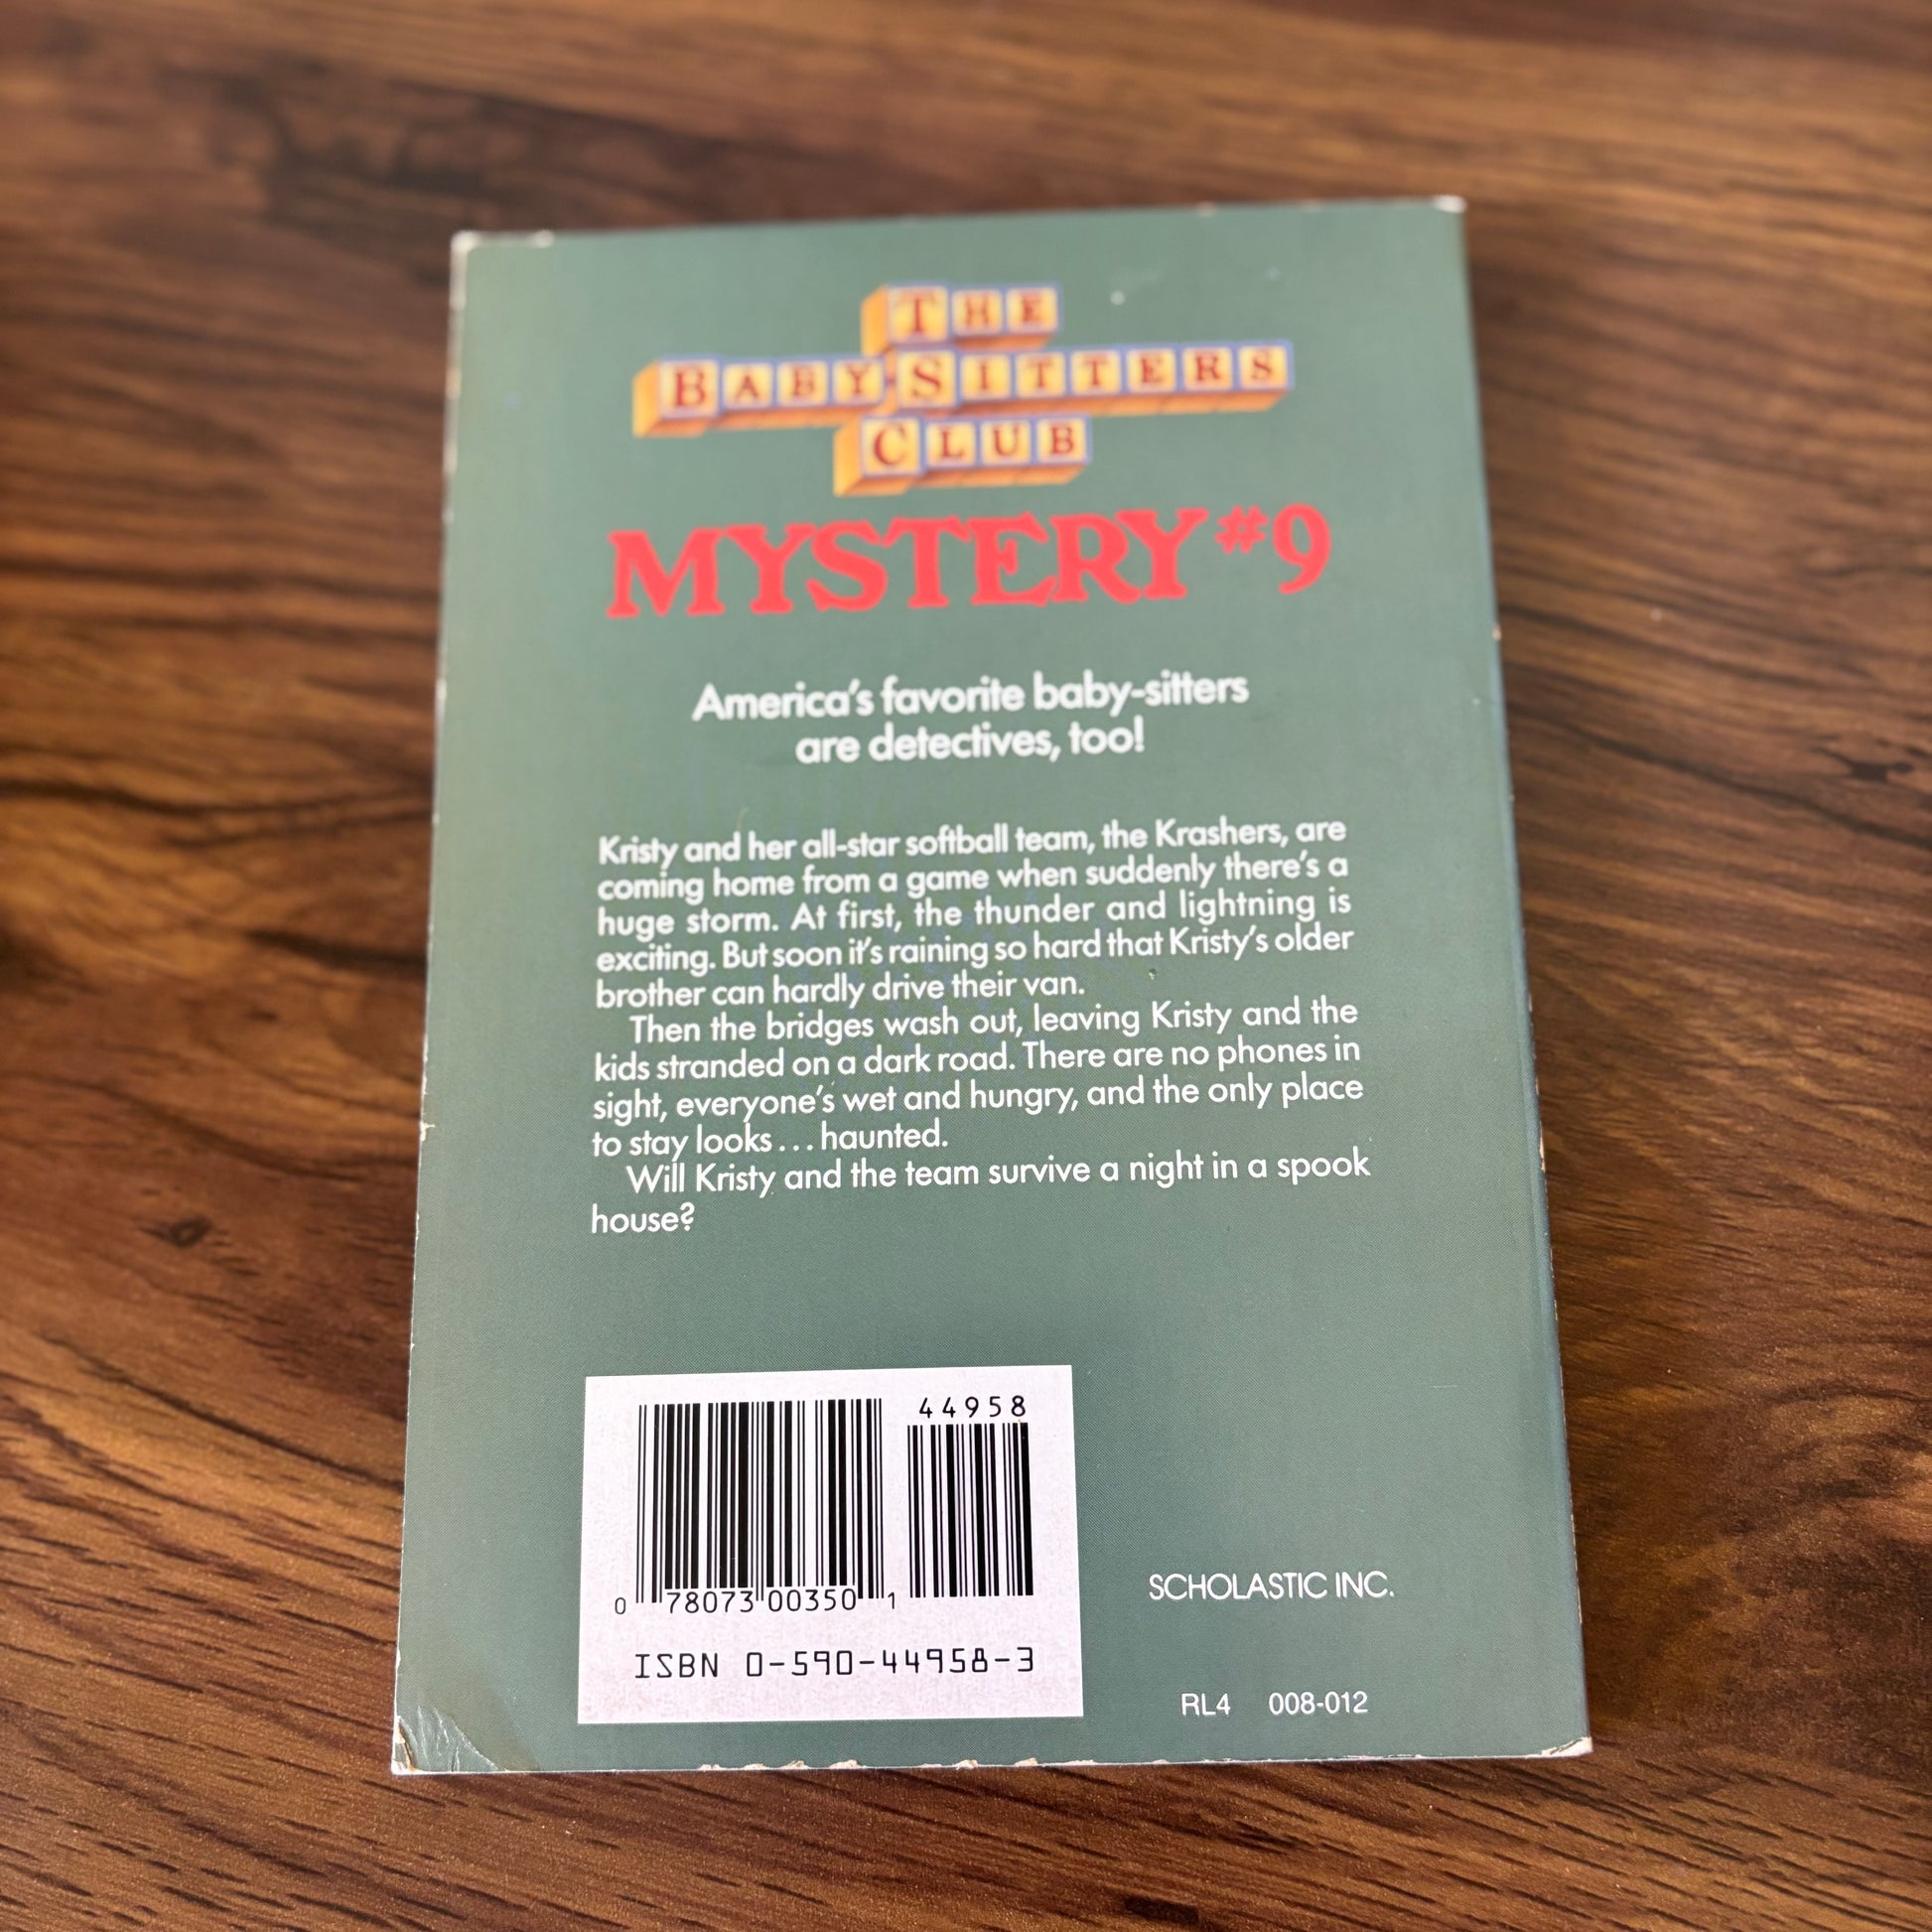 THE
BABY-SITTERS
CLUB
MYSTERY #9
America's favorite baby-sitters
are detectives, too!
Kristy and her all-star softball team, the Krashers, are
coming home from a game when suddenly there's a
huge storm. At first, the thunder and lightning is
exciting. But soon it's raining so hard that Kristy's older
brother can hardly drive their van.
Then the bridges wash out, leaving Kristy and the
kids stranded on a dark road. There are no phones in
sight, everyone's wet and hungry, and the only place
to stay looks...haunted.
Will Kristy and the team survive a night in a spook
house?
44958
0 78073 00350 1
ISBN 0-590-44958-3
SCHOLASTIC INC.
RL4 008-012